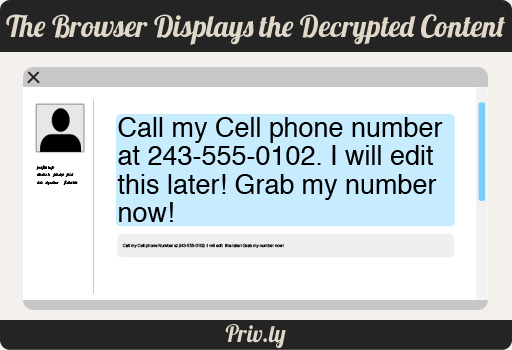 The Browser Displays the Decrypted Content
Call my Cell phone number
at 243-555-0102. I will edit
this later! Grab my number
now!
Call my Cell phone Number at 243-555-0102. I will edit this later! Grab my number now!
Priv.ly